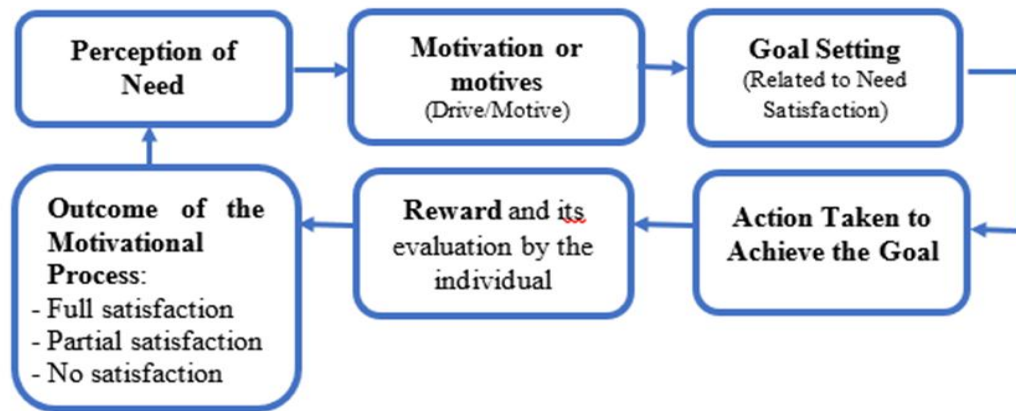 Perception of
Need
Motivation or
motives
(Drive/Motive)
Goal Setting
(Related to Need
Satisfaction)
Action Taken to
Achieve the Goal
Reward and its
evaluation by the
individual
Outcome of the
Motivational
Process:
- Full satisfaction
- Partial satisfaction
- No satisfaction